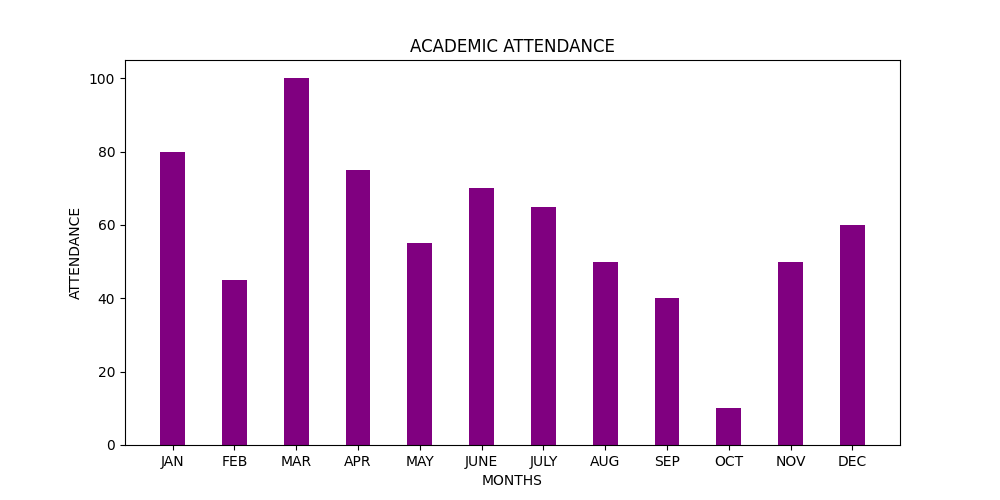 ACADEMIC ATTENDANCE
100
80
60
40
20
0
ATTENDANCE
JAN FEB MAR APR MAY JUNE JULY AUG SEP OCT NOV DEC
MONTHS